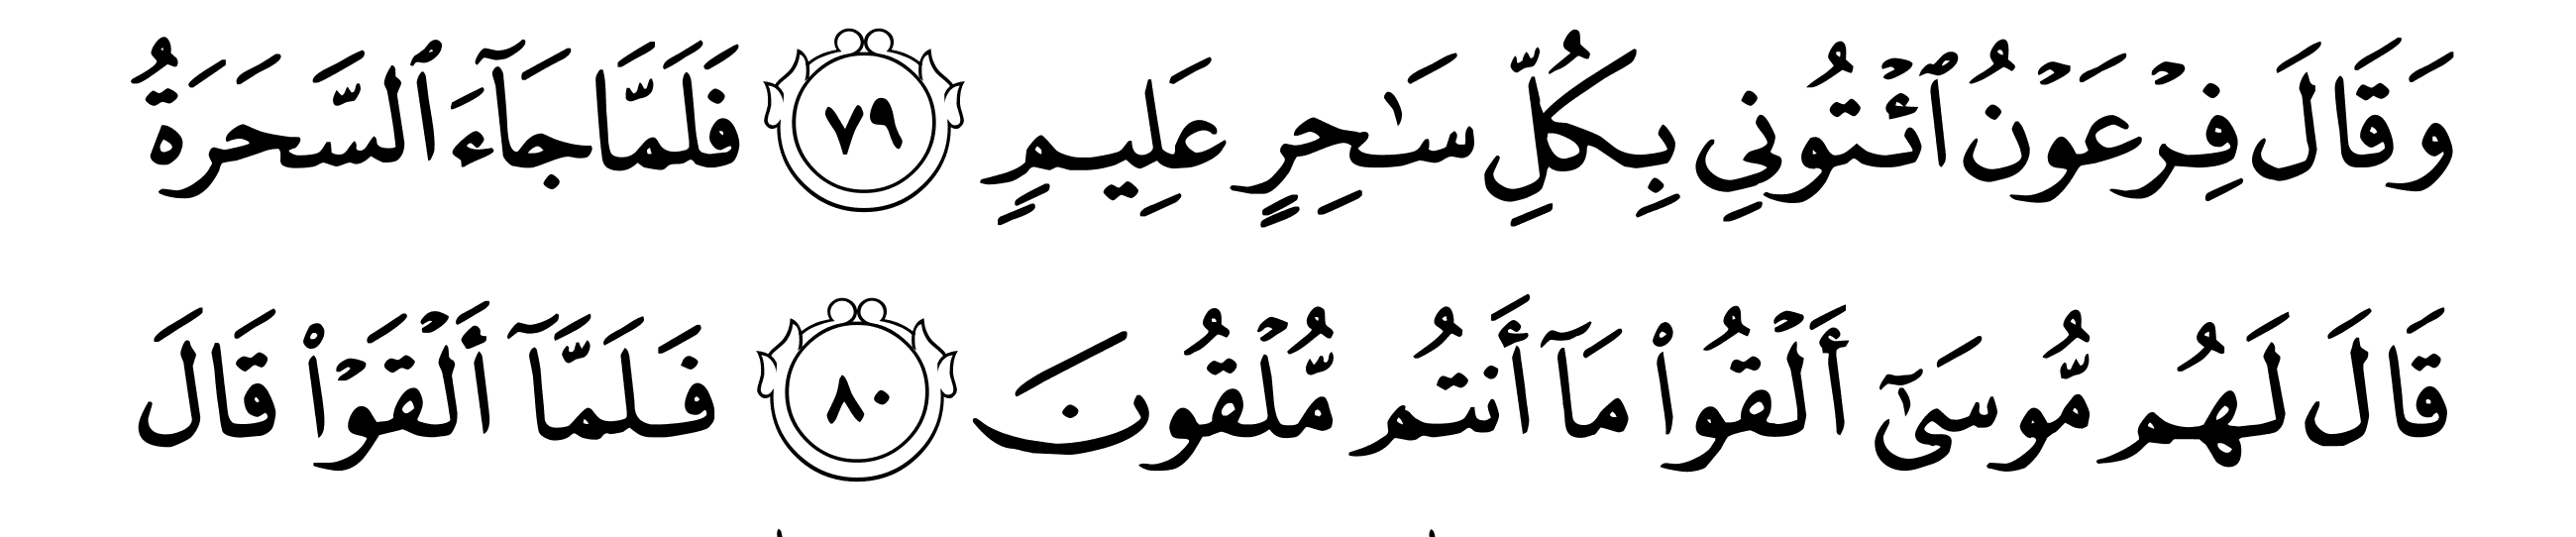 وَقَالَ فِرۡعَوۡنُ ٱئۡتُونِي بِكُلِّ سَٰحِرٍ عَلِيمٖ ٧٩ فَلَمَّا جَآءَ ٱلسَّحَرَةُ
قَالَ لَهُم مُّوسَىٰٓ أَلۡقُواْ مَآ أَنتُم مُّلۡقُونَ ٨٠ فَلَمَّآ أَلۡقَوۡاْ قَالَ